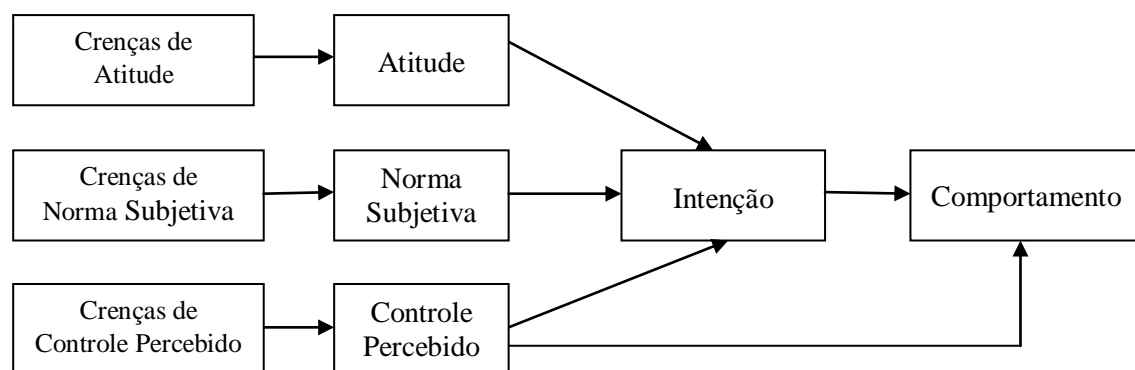 Crenças de
Atitude
Atitude
Crenças de
Norma Subjetiva
Norma
Subjetiva
Intenção
Comportamento
Crenças de
Controle Percebido
Controle
Percebido